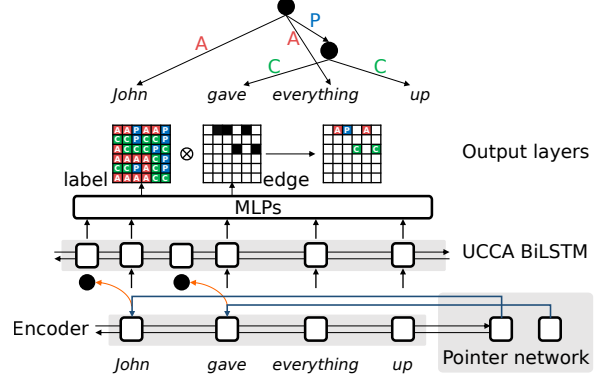 P
A
A
C
C
John gave everything up
A A P A A P
A P A
C C
A A A A C C
⊗
Output layers
label
edge
MLPs
UCCA BiLSTM
Encoder
John gave everything up
Pointer network